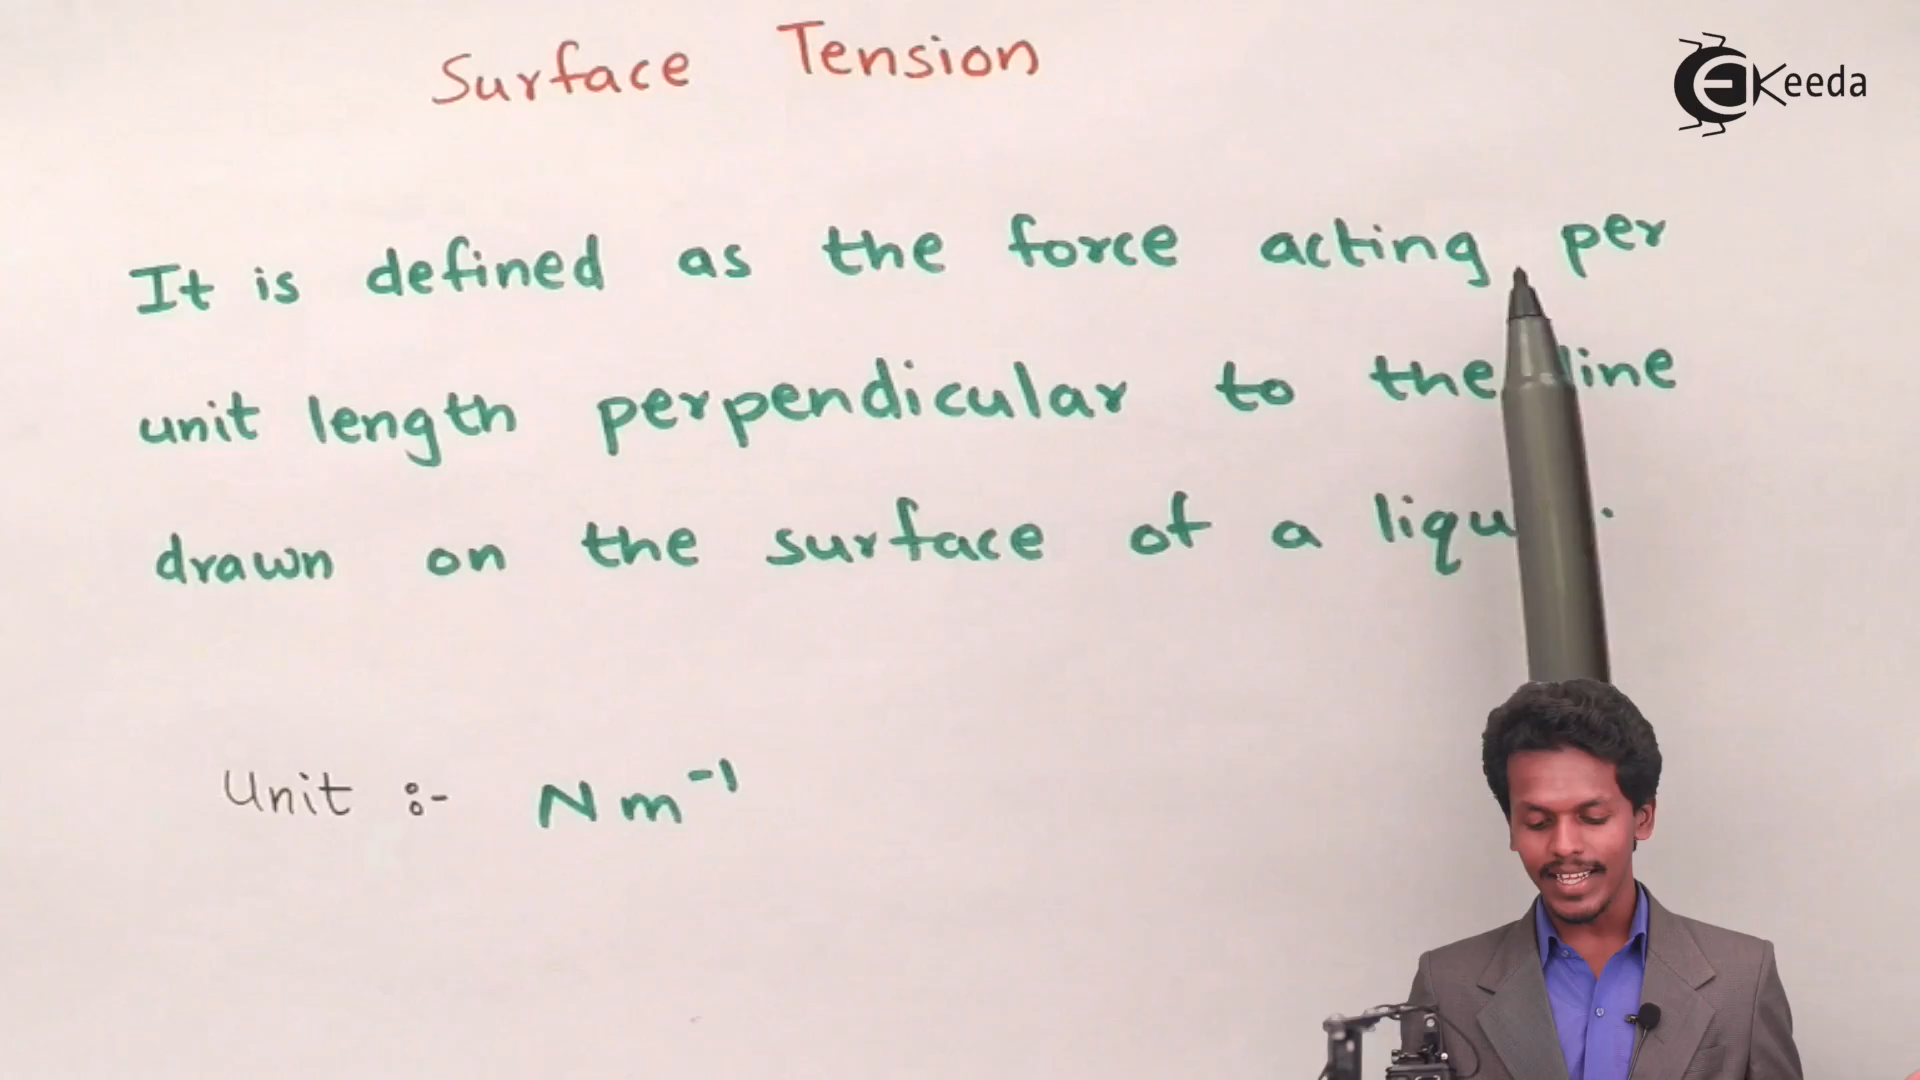 Surface Tension
EKeeda
It is defined as the force acting per
unit length perpendicular to the line
drawn on the surface of a
Unit :- N m⁻¹